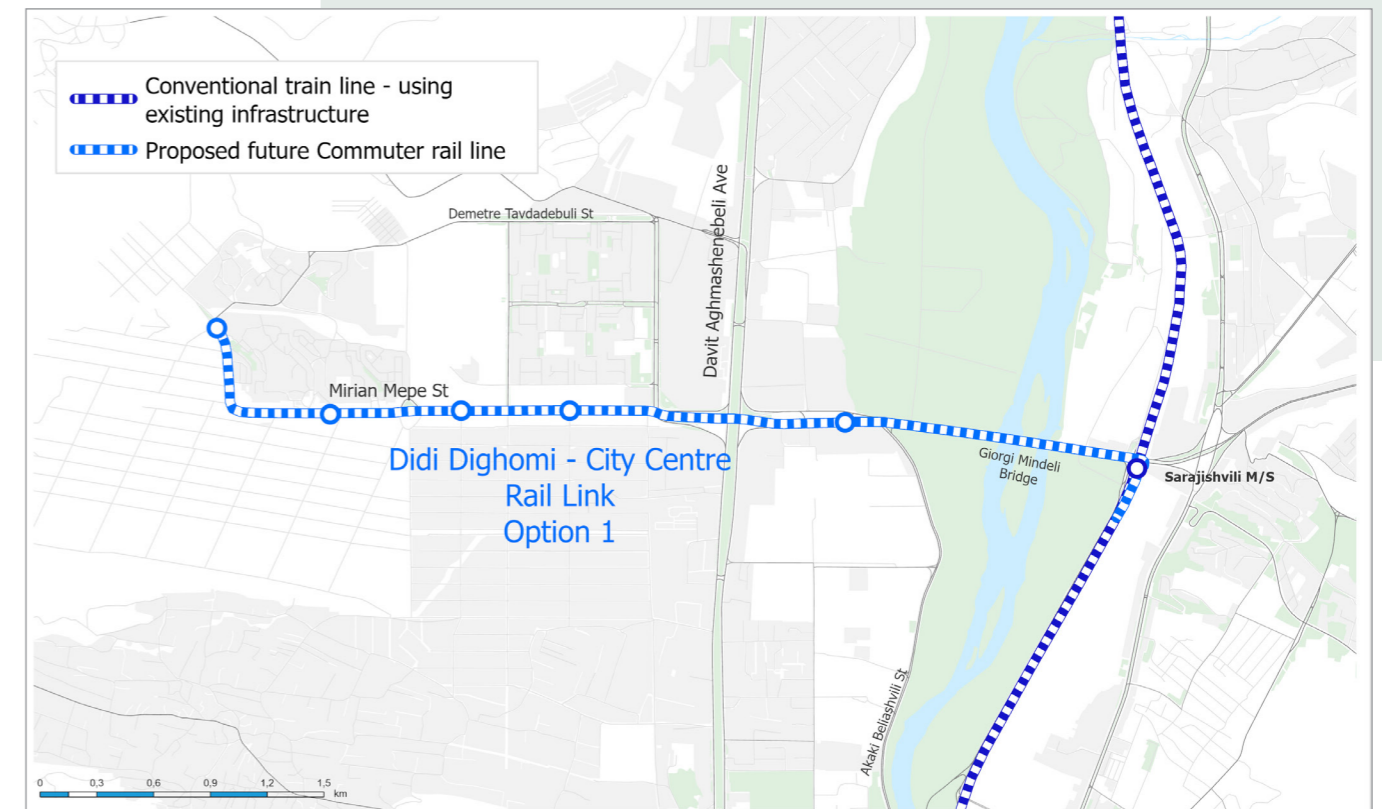 Conventional train line - using
existing infrastructure
Proposed future Commuter rail line
Demetre Tavdadebuli St
Davit Aghmashenebeli Ave
Mirian Mepe St
Didi Dighomi - City Centre
Rail Link
Option 1
Giorgi Mindeli
Bridge
Sarajishvili M/S
Akaki Beliashvili St
0 0,3 0,6 0,9 1,2 1,5
km